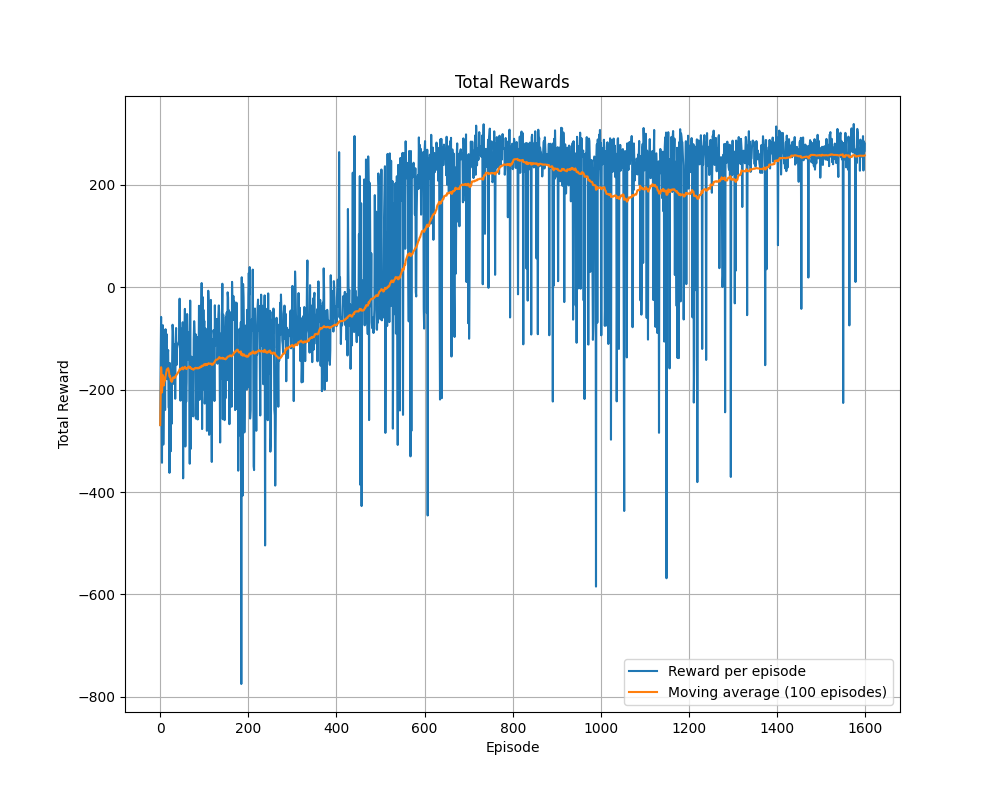 Total Rewards
Total Reward
200
0
−200
−400
−600
−800
0 200 400 600 800 1000 1200 1400 1600
Episode
Reward per episode
Moving average (100 episodes)